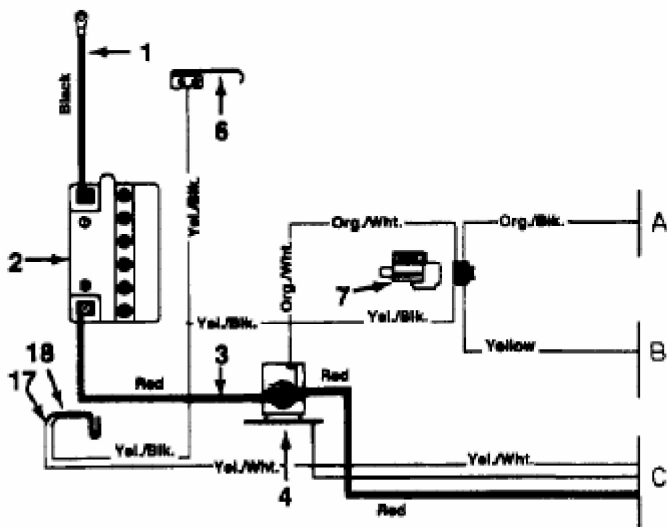 1
Black
6
Yel./Blk.
2
Org./Wht.
Org./Blk.
A
Org./Wht.
7
Yel./Blk.
Yel./Blk.
Yellow
B
3
18
17
Red
Red
Yel./Blk.
Yel./Wht.
4
Yel./Wht.
C
Red